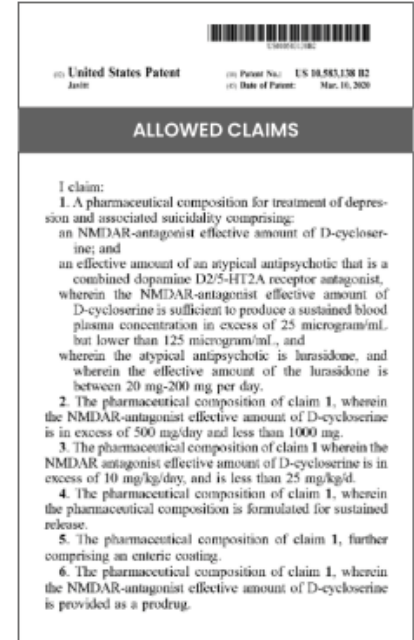 United States Patent
Javitt
Patent No.: US 10,583,138 B2
Date of Patent: Mar. 10, 2020
ALLOWED CLAIMS
I claim:
1. A pharmaceutical composition for treatment of depres-
sion and associated suicidality comprising:
an NMDAR-antagonist effective amount of D-cycloser-
ine; and
an effective amount of an atypical antipsychotic that is a
combined dopamine D2/5-HT2A receptor antagonist,
wherein the NMDAR-antagonist effective amount of
D-cycloserine is sufficient to produce a sustained blood
plasma concentration in excess of 25 microgram/mL
but lower than 125 microgram/mL, and
wherein the atypical antipsychotic is lurasidone, and
wherein the effective amount of the lurasidone is
between 20 mg-200 mg per day.
2. The pharmaceutical composition of claim 1, wherein
the NMDAR-antagonist effective amount of D-cycloserine
is in excess of 500 mg/day and less than 1000 mg.
3. The pharmaceutical composition of claim 1 wherein the
NMDAR antagonist effective amount of D-cycloserine is in
excess of 10 mg/kg/day, and is less than 25 mg/kg/d.
4. The pharmaceutical composition of claim 1, wherein
the pharmaceutical composition is formulated for sustained
release.
5. The pharmaceutical composition of claim 1, further
comprising an enteric coating.
6. The pharmaceutical composition of claim 1, wherein
the NMDAR-antagonist effective amount of D-cycloserine
is provided as a prodrug.